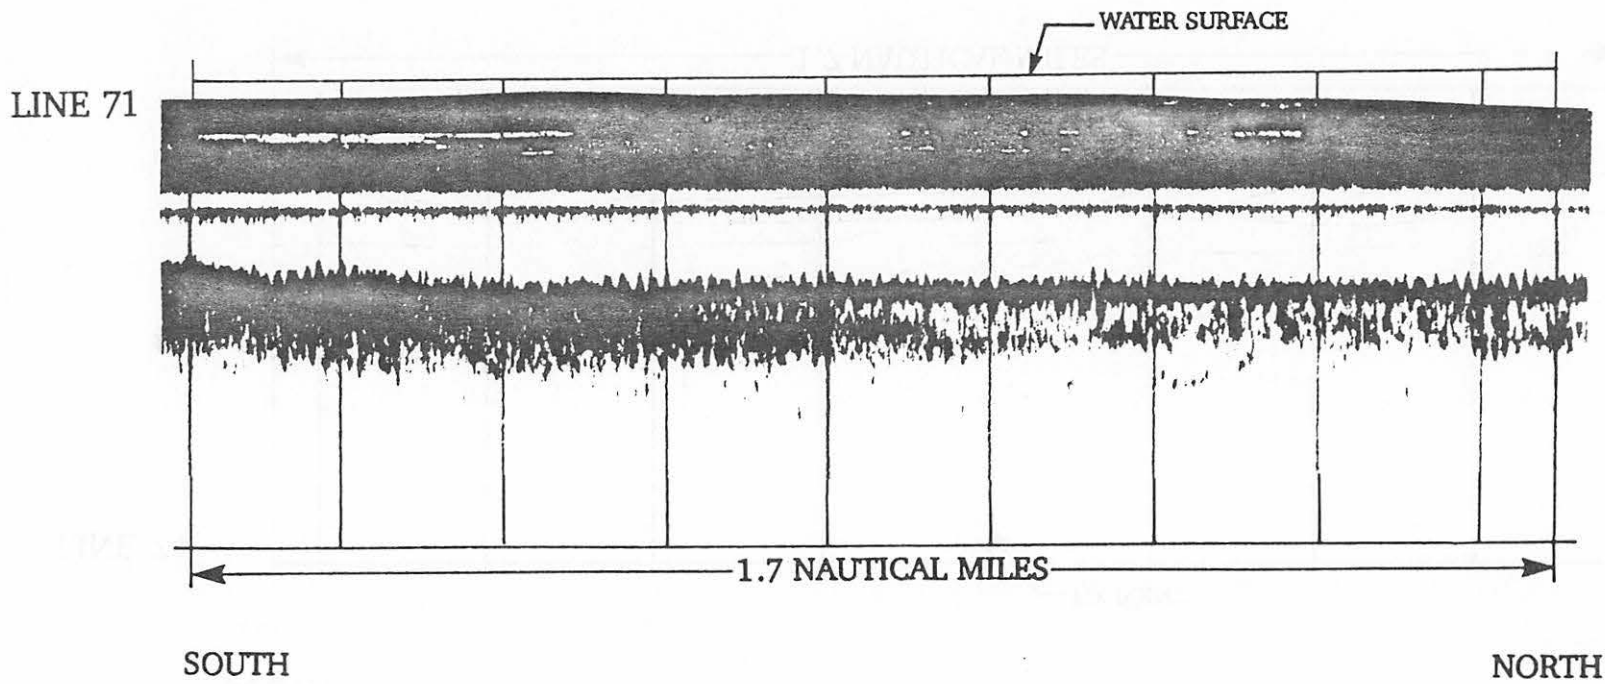 WATER SURFACE
LINE 71
1.7 NAUTICAL MILES
SOUTH
NORTH